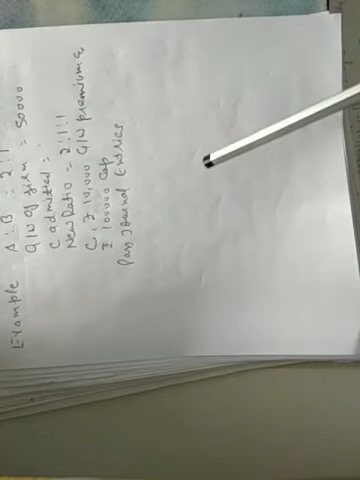 Example A : B : 2 : 1
G/W of firm = 50000
C admitted = .
New Ratio = 2:1:1
C, ₹ 10,000 G/W premium &
₹ 100000 Cap
Pass Journal Entries